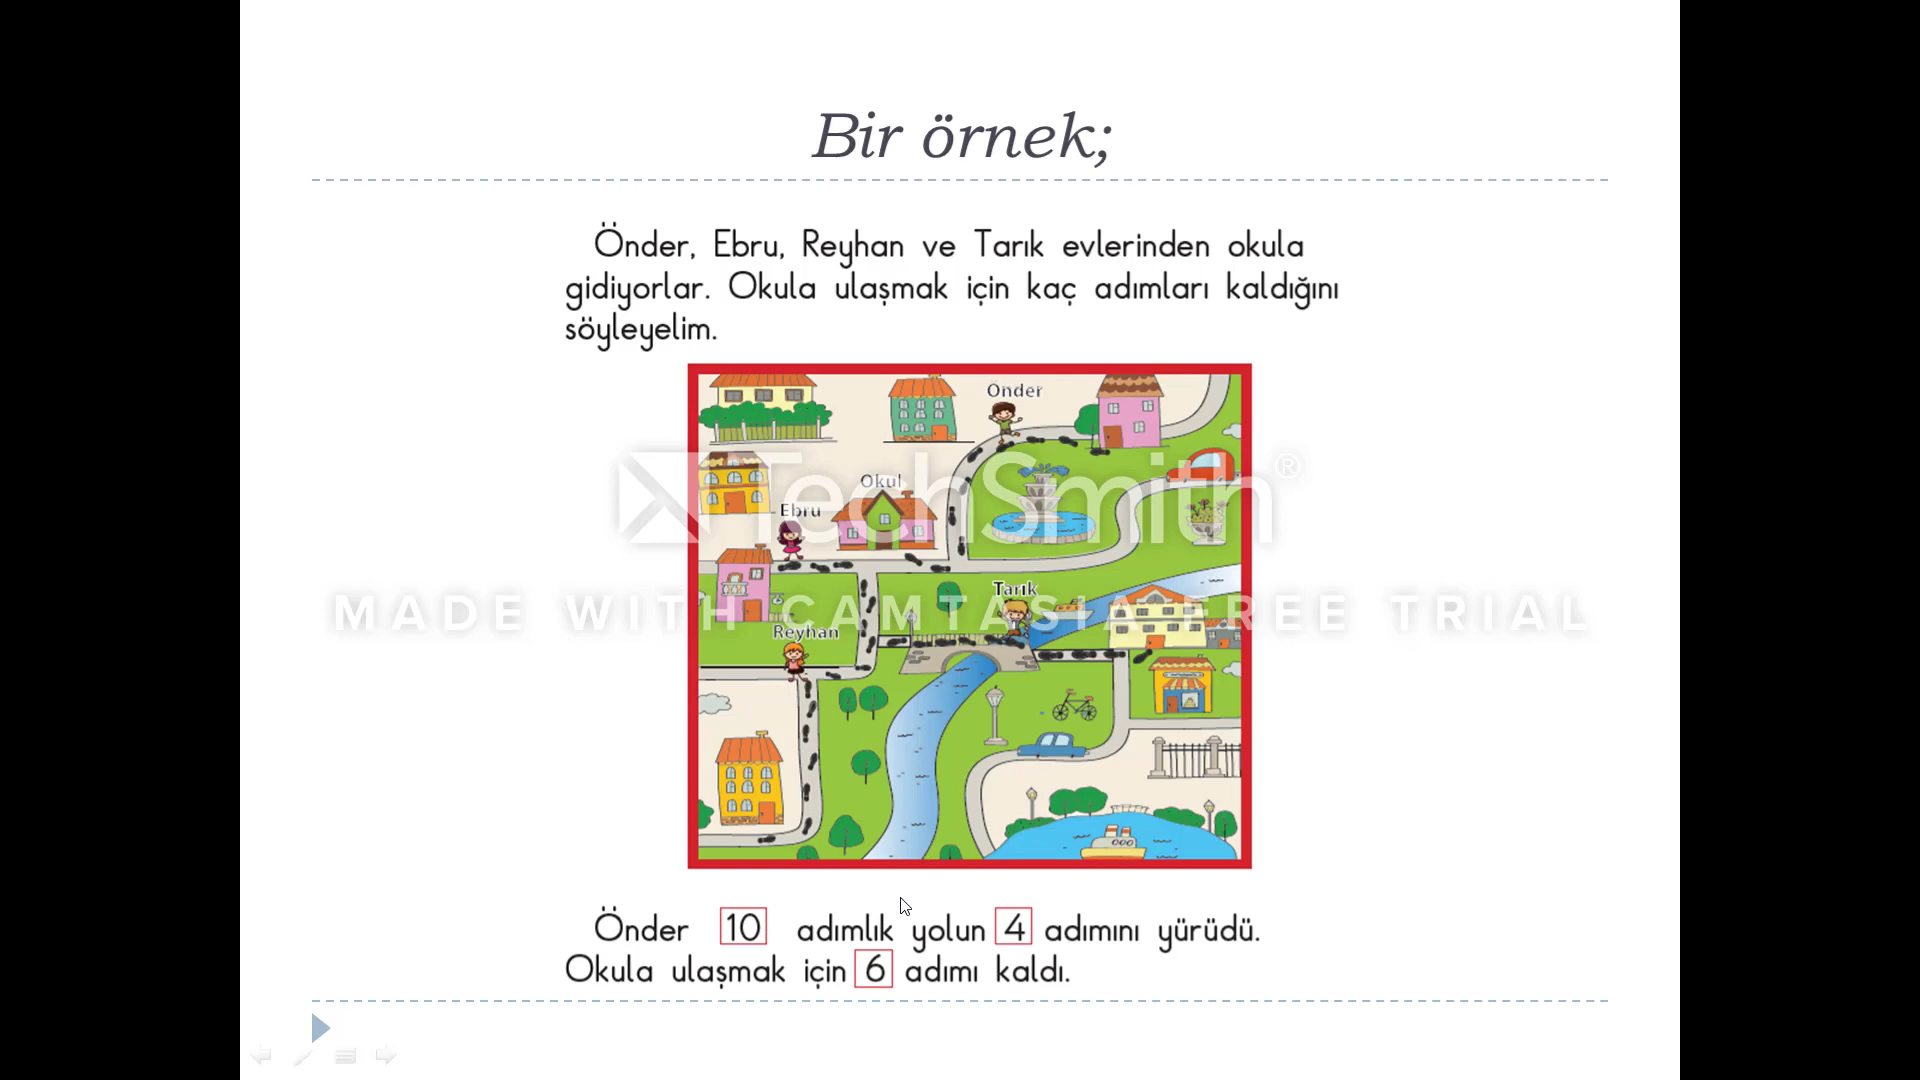 Bir örnek;
Önder, Ebru, Reyhan ve Tarık evlerinden okula
gidiyorlar. Okula ulaşmak için kaç adımları kaldığını
söyleyelim.
Önder
Okul
Ebru
TechSmith®
Tarık
MADE WITH CAMTASIA FREE TRIAL
Reyhan
Önder 10 adımlık yolun 4 adımını yürüdü.
Okula ulaşmak için 6 adımı kaldı.